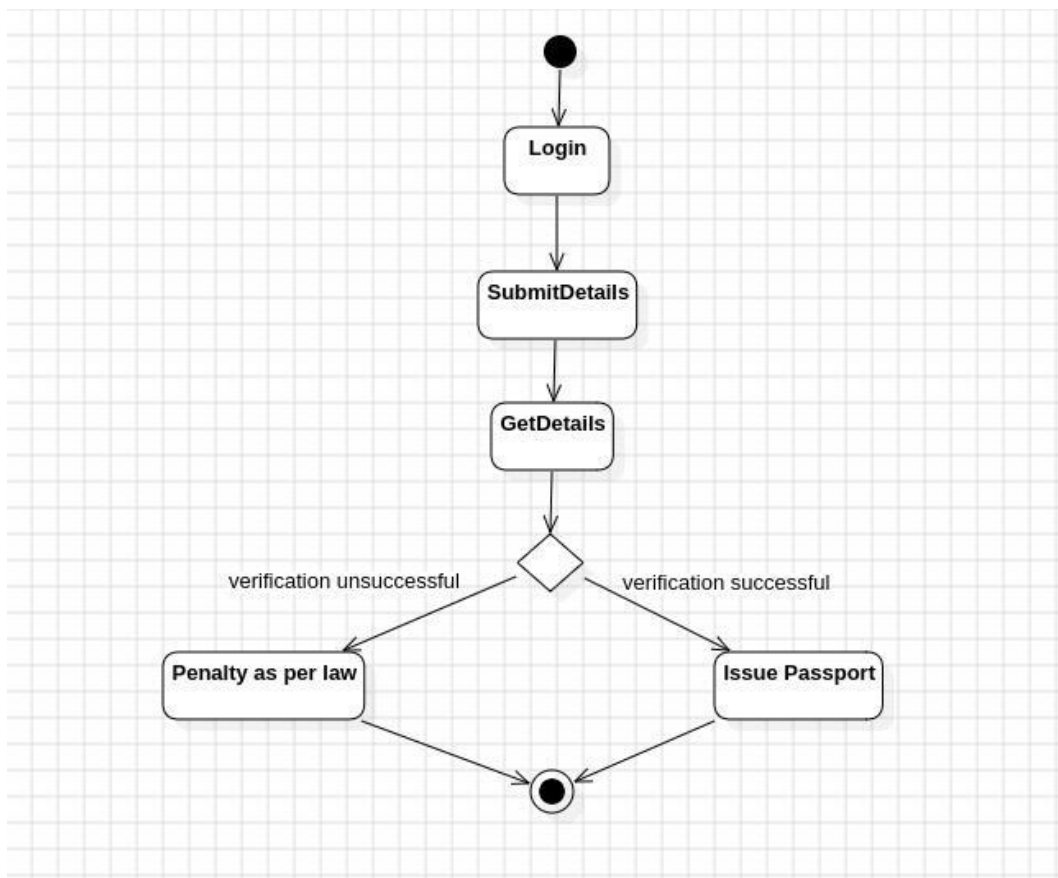 Login
SubmitDetails
GetDetails
verification unsuccessful
verification successful
Penalty as per law
Issue Passport